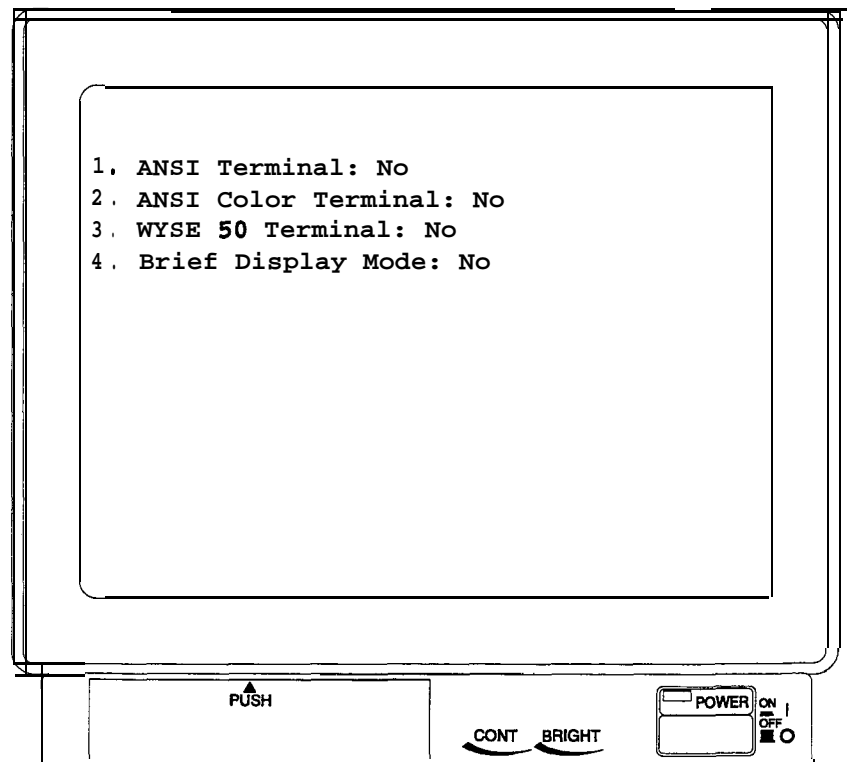 1. ANSI Terminal: No
2. ANSI Color Terminal: No
3. WYSE 50 Terminal: No
4. Brief Display Mode: No
PUSH
CONT BRIGHT
POWER
ON
OFF